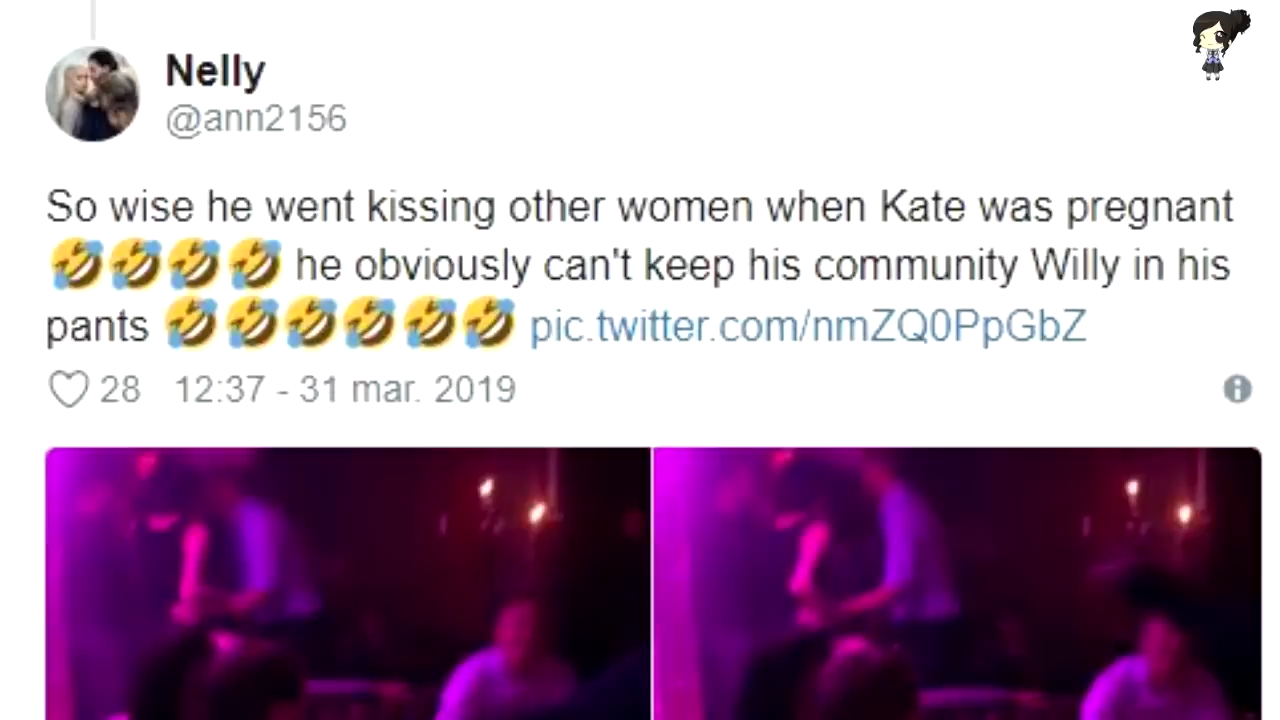 Nelly
@ann2156
So wise he went kissing other women when Kate was pregnant
🤣🤣🤣🤣 he obviously can't keep his community Willy in his
pants 🤣🤣🤣🤣🤣🤣 pic.twitter.com/nmZQ0PpGbZ
28 12:37 - 31 mar. 2019